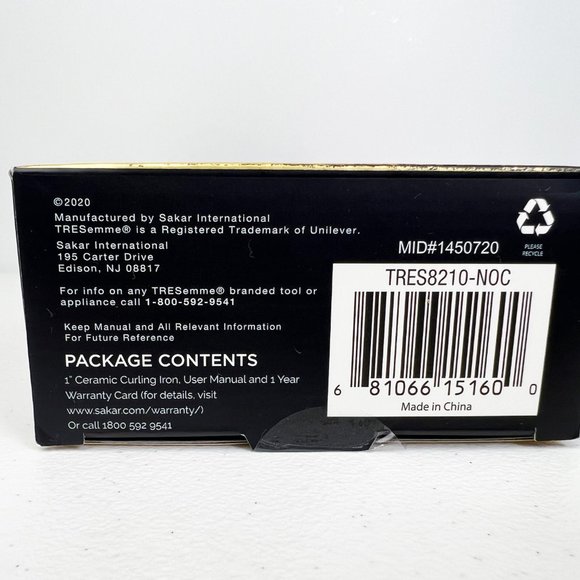 ©2020
Manufactured by Sakar International
TRESemme® is a Registered Trademark of Unilever.
Sakar International
195 Carter Drive
Edison, NJ 08817
For info on any TRESemme® branded tool or
appliance call 1-800-592-9541
Keep Manual and All Relevant Information
For Future Reference
PACKAGE CONTENTS
1" Ceramic Curling Iron, User Manual and 1 Year
Warranty Card (for details, visit
www.sakar.com/warranty/)
Or call 1800 592 9541
MID#1450720
PLEASE
RECYCLE
TRES8210-NOC
6 81066 15160 0
Made in China